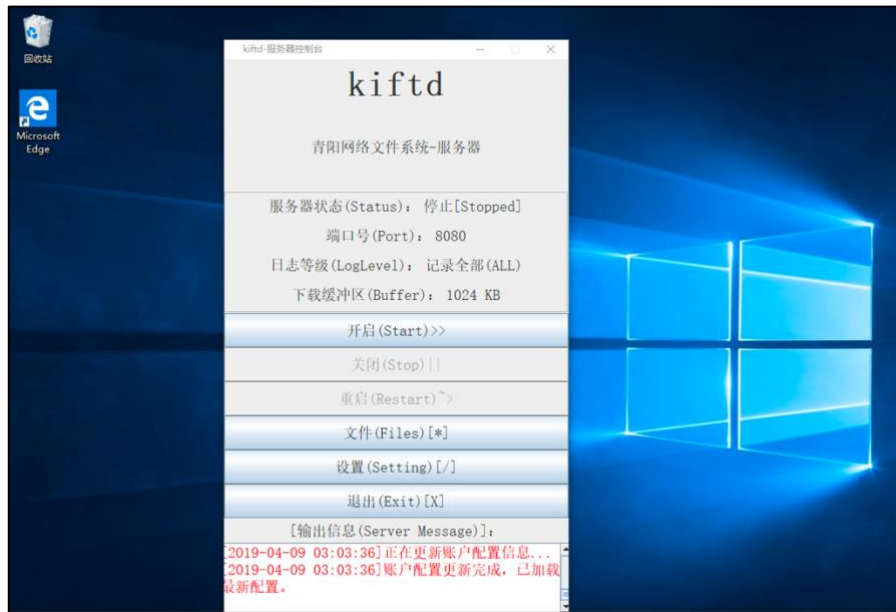 回收站
Microsoft
Edge
kiftd-服务器控制台
kiftd
青阳网络文件系统-服务器
服务器状态(Status)： 停止[Stopped]
端口号(Port)： 8080
日志等级(LogLevel)： 记录全部(ALL)
下载缓冲区(Buffer)： 1024 KB
开启(Start)>>
关闭(Stop)||
重启(Restart)~>
文件(Files)[*]
设置(Setting)[/]
退出(Exit)[X]
[输出信息(Server Message)]：
[2019-04-09 03:03:36]正在更新账户配置信息...
[2019-04-09 03:03:36]账户配置更新完成，已加载
最新配置。